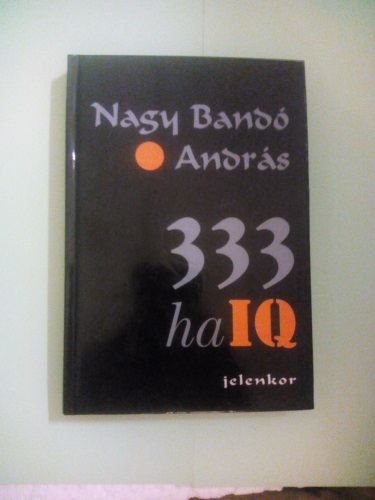 Nagy Bandó
András
333
haIQ
jelenkor